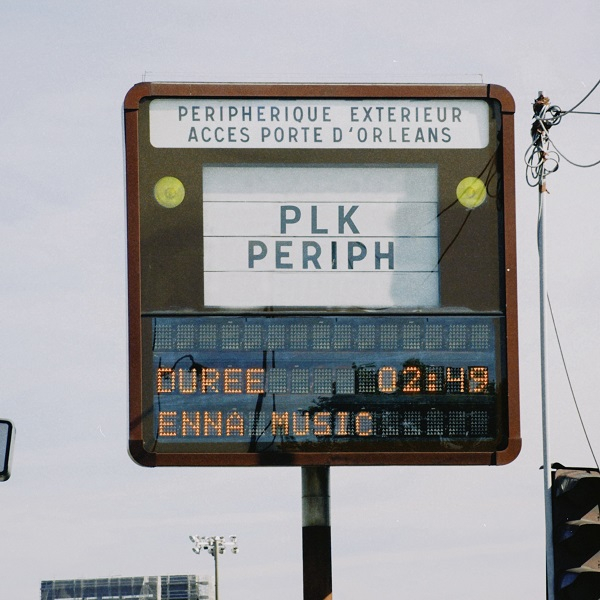 PERIPHERIQUE EXTERIEUR
ACCES PORTE D'ORLEANS
PLK
PERIPH
DUREE 02:49
ENNA MUSIC